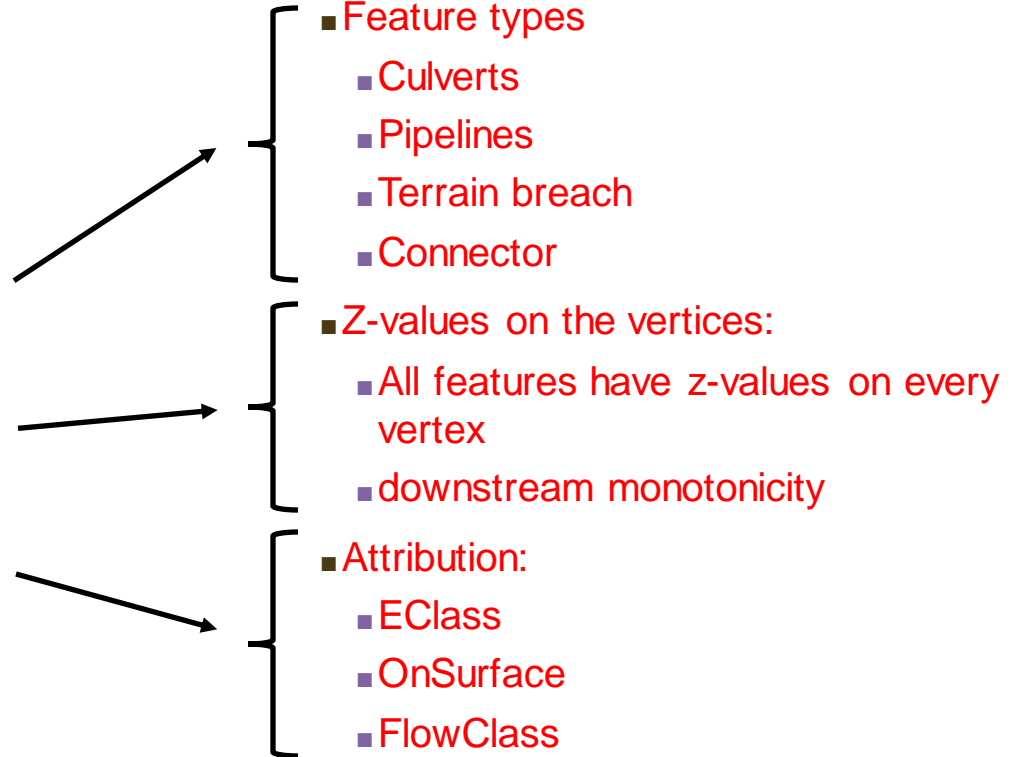 Feature types
Culverts
Pipelines
Terrain breach
Connector
Z-values on the vertices:
All features have z-values on every
vertex
downstream monotonicity
Attribution:
EClass
OnSurface
FlowClass